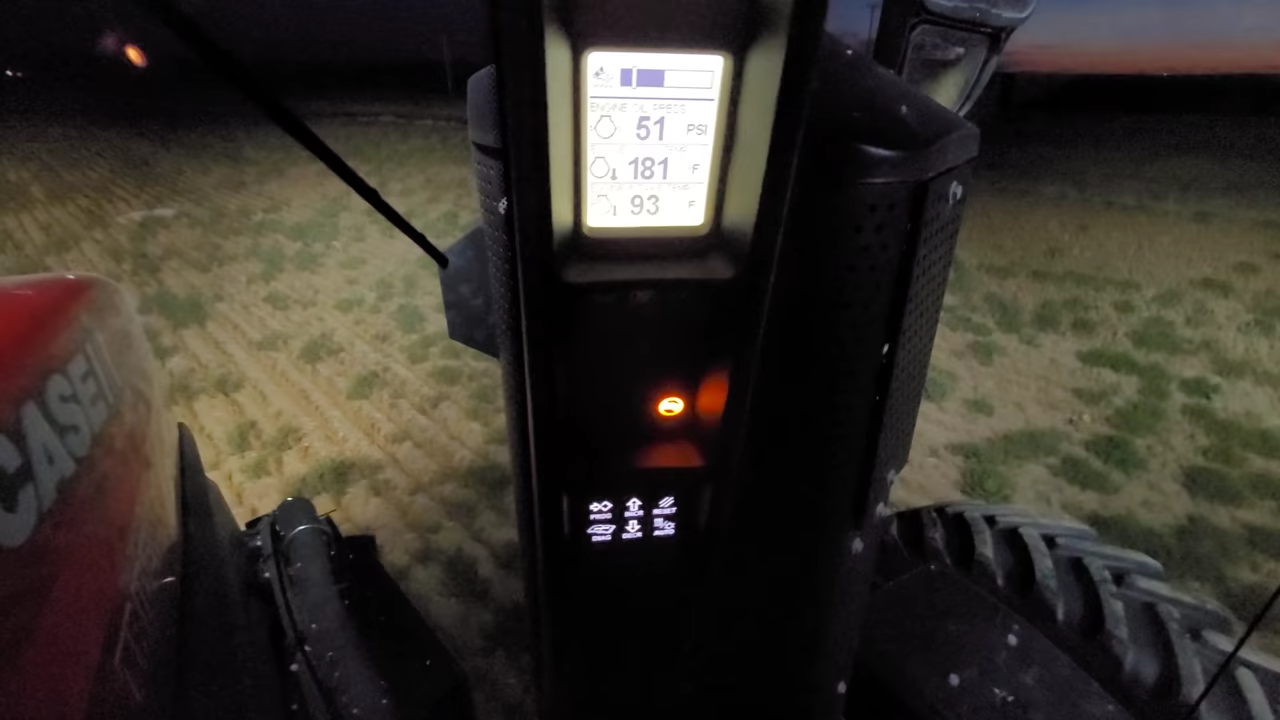 ENGINE OIL PRESS
51 PSI
181 F
93 F
CASE
PROG INCR RESET
DIAG DECR AUTO